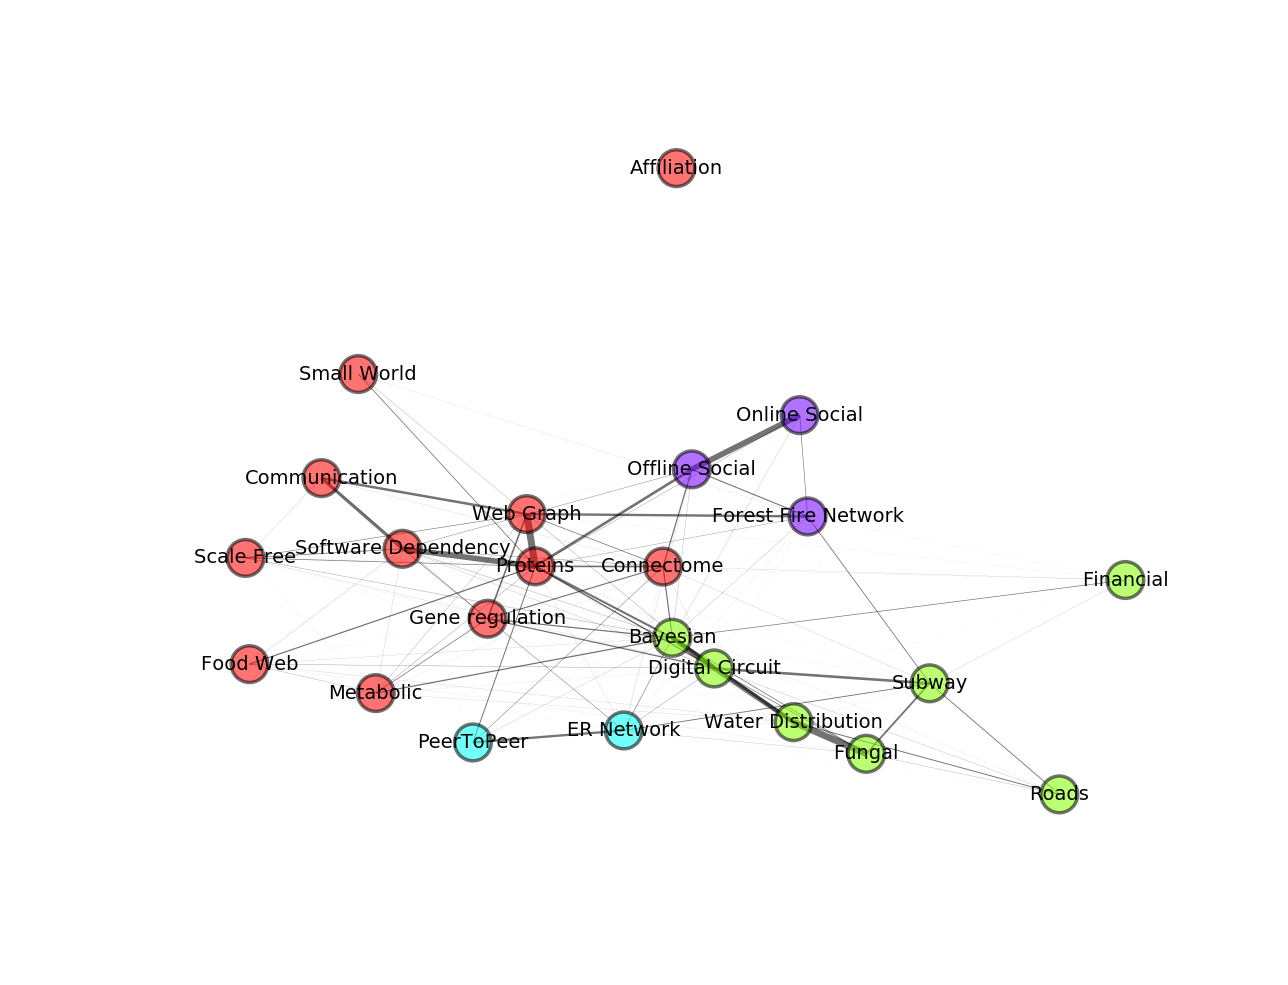 Affiliation
Small World
Online Social
Offline Social
Communication
Web Graph
Forest Fire Network
Software Dependency
Scale Free
Proteins
Connectome
Financial
Gene regulation
Bayesian
Food Web
Digital Circuit
Subway
Metabolic
Water Distribution
ER Network
PeerToPeer
Fungal
Roads